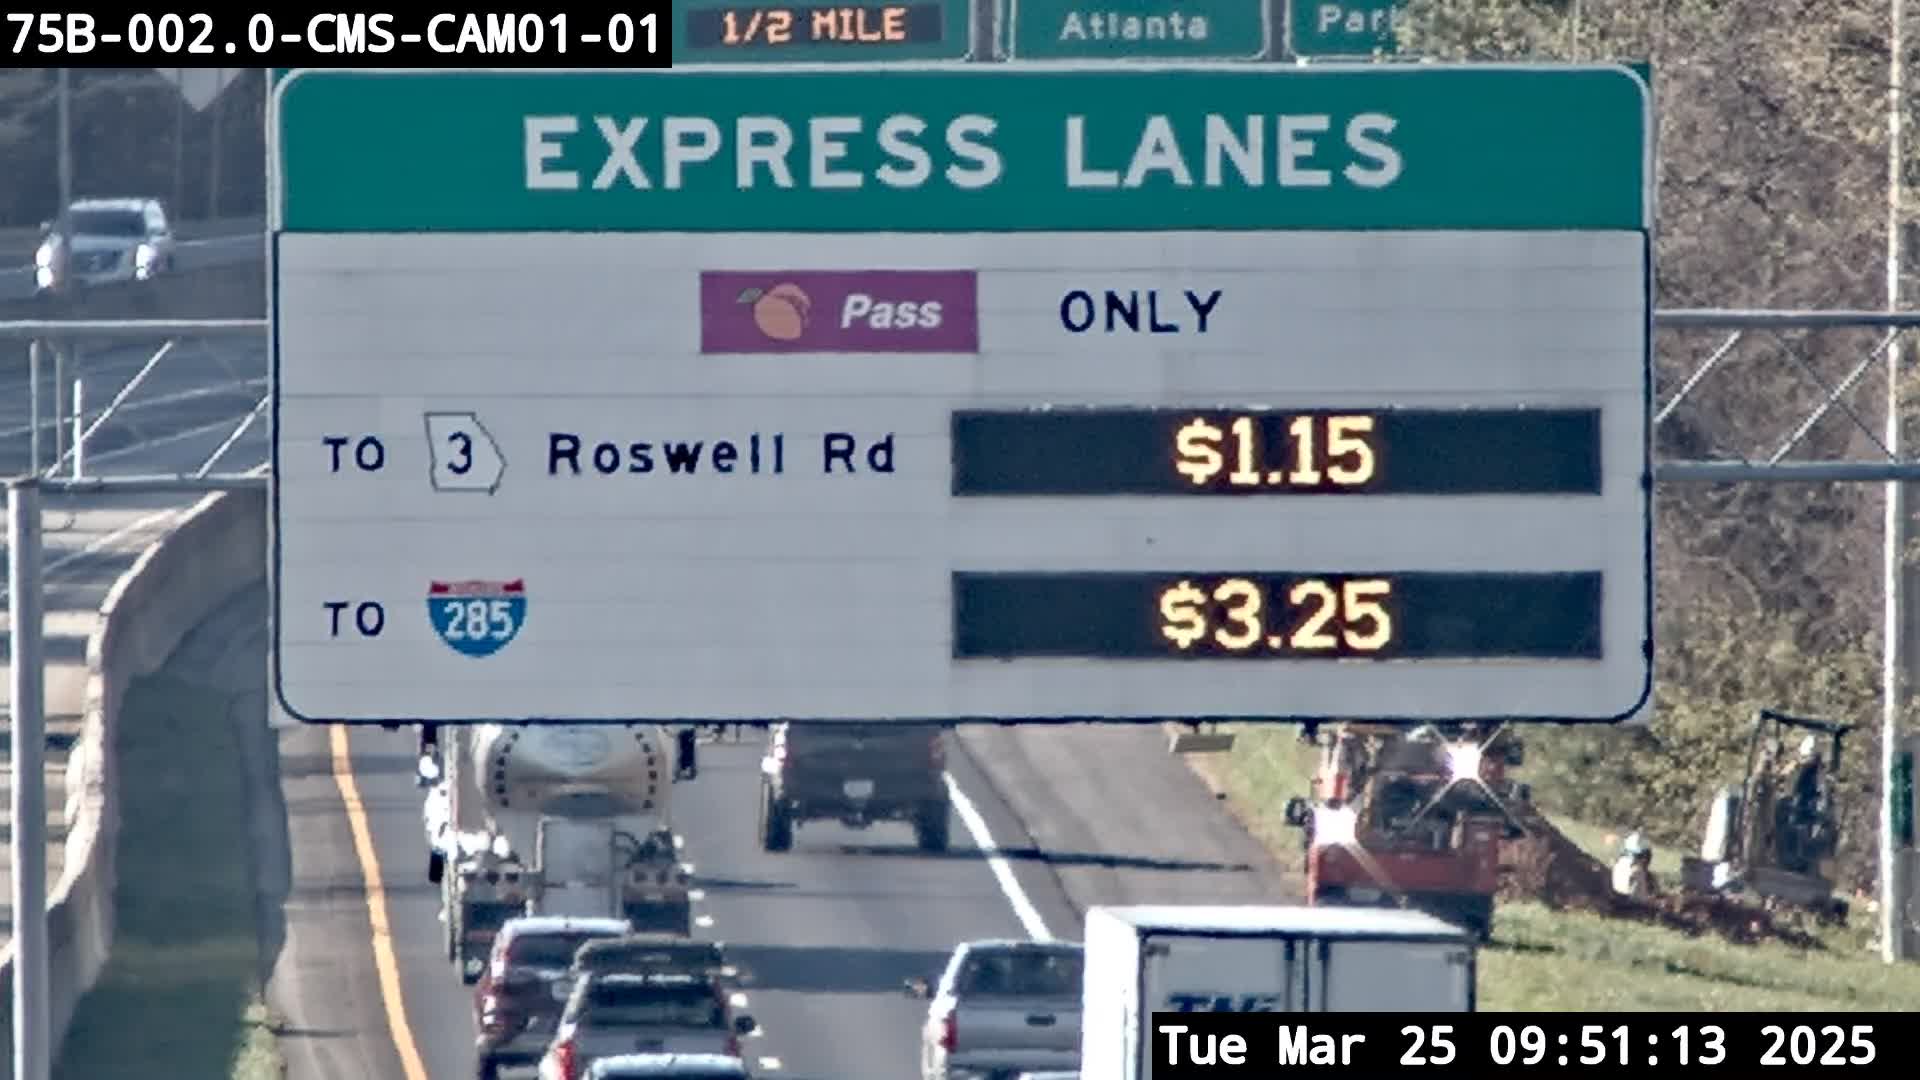 75B-002.0-CMS-CAM01-01
1/2 MILE
Atlanta
EXPRESS LANES
Pass ONLY
TO 3 Roswell Rd $1.15
TO 285 $3.25
Tue Mar 25 09:51:13 2025